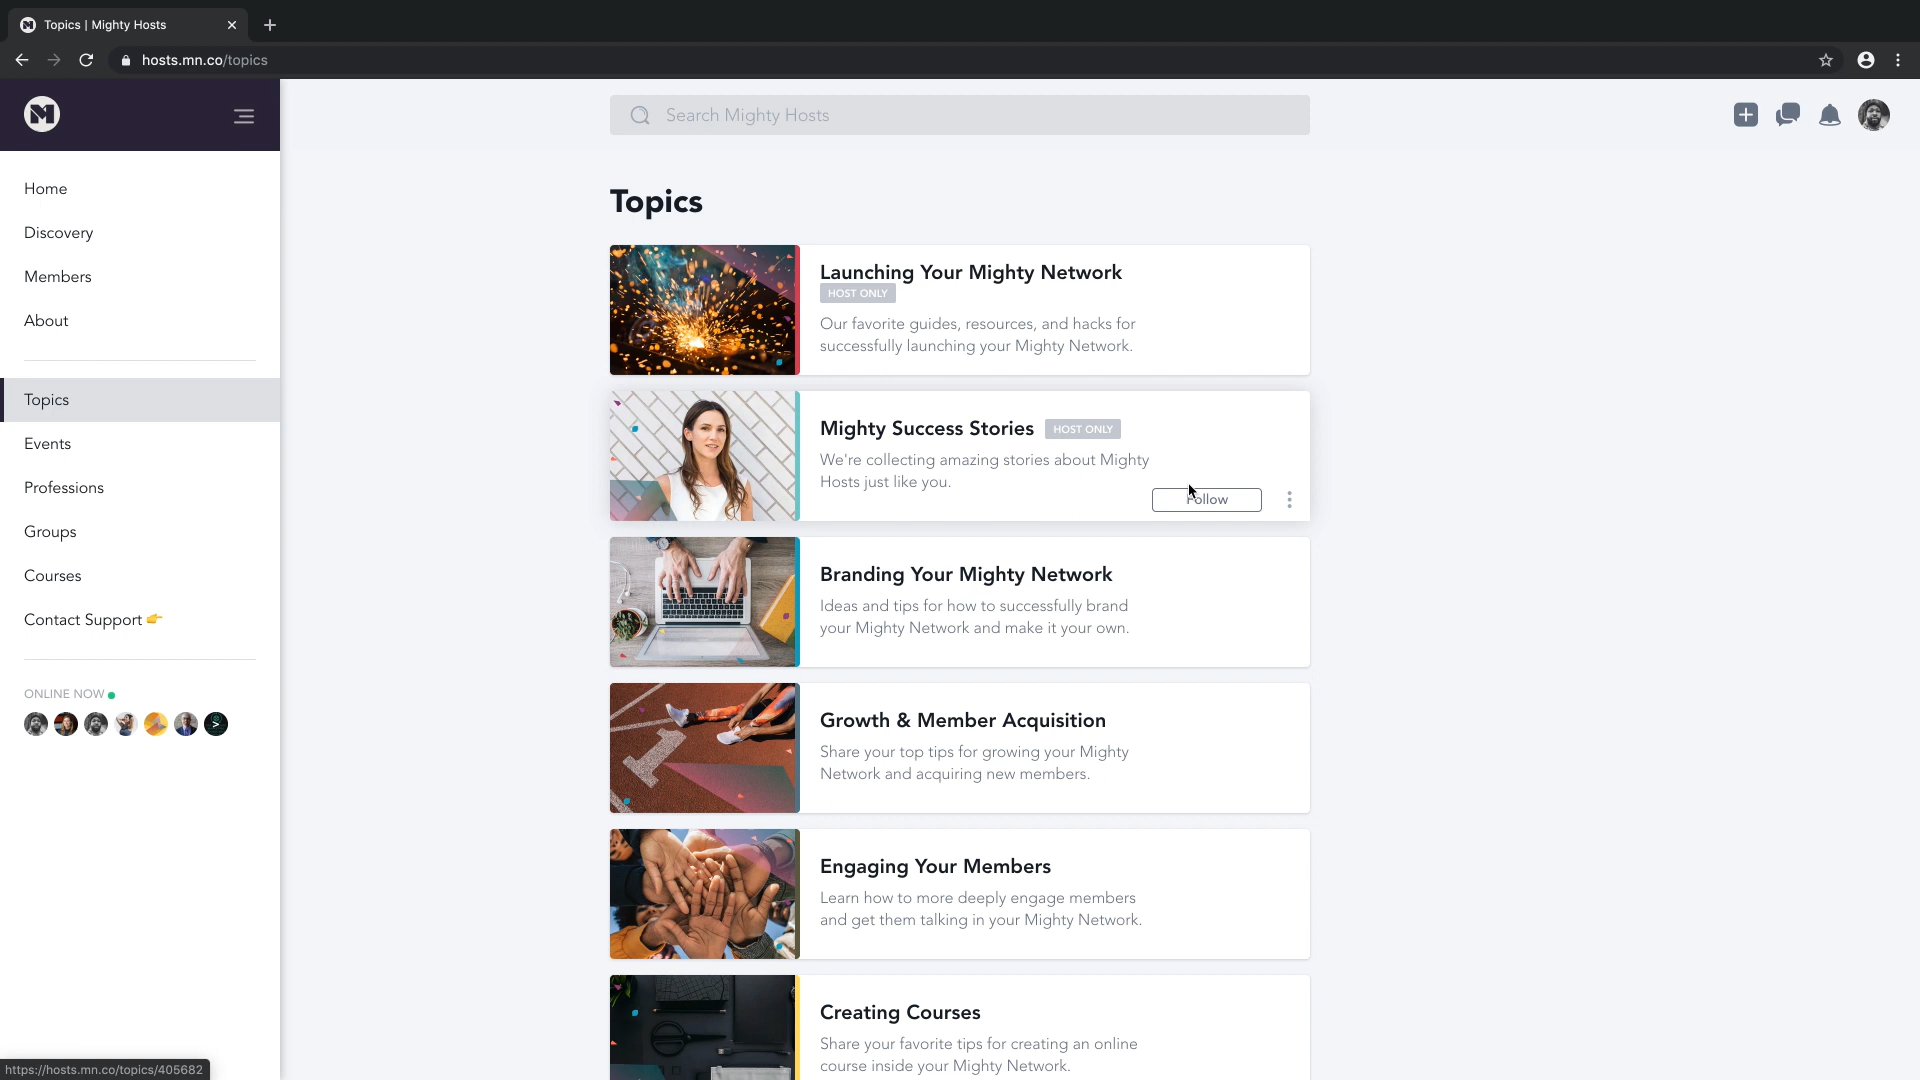 Topics | Mighty Hosts
hosts.mn.co/topics
Search Mighty Hosts
Home
Discovery
Members
About
Topics
Events
Professions
Groups
Courses
Contact Support 👉
ONLINE NOW
Topics
Launching Your Mighty Network
HOST ONLY
Our favorite guides, resources, and hacks for
successfully launching your Mighty Network.
Mighty Success Stories HOST ONLY
We're collecting amazing stories about Mighty
Hosts just like you.
Follow
Branding Your Mighty Network
Ideas and tips for how to successfully brand
your Mighty Network and make it your own.
Growth & Member Acquisition
Share your top tips for growing your Mighty
Network and acquiring new members.
Engaging Your Members
Learn how to more deeply engage members
and get them talking in your Mighty Network.
Creating Courses
Share your favorite tips for creating an online
course inside your Mighty Network.
https://hosts.mn.co/topics/405682